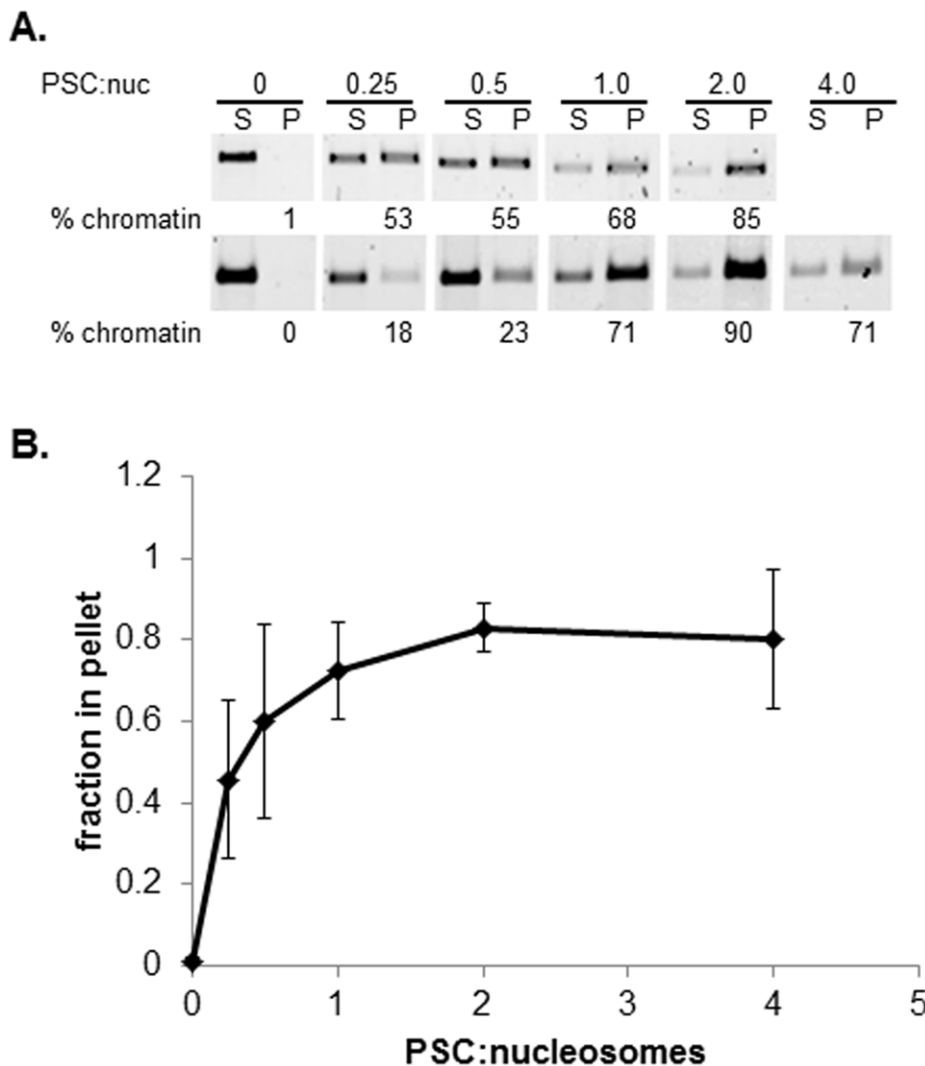 A.
PSC:nuc 0 0.25 0.5 1.0 2.0 4.0
S P S P S P S P S P S P
% chromatin 1 53 55 68 85
% chromatin 0 18 23 71 90 71
B.
1.2
1
0.8
0.6
0.4
0.2
0
fraction in pellet
0 1 2 3 4 5
PSC:nucleosomes